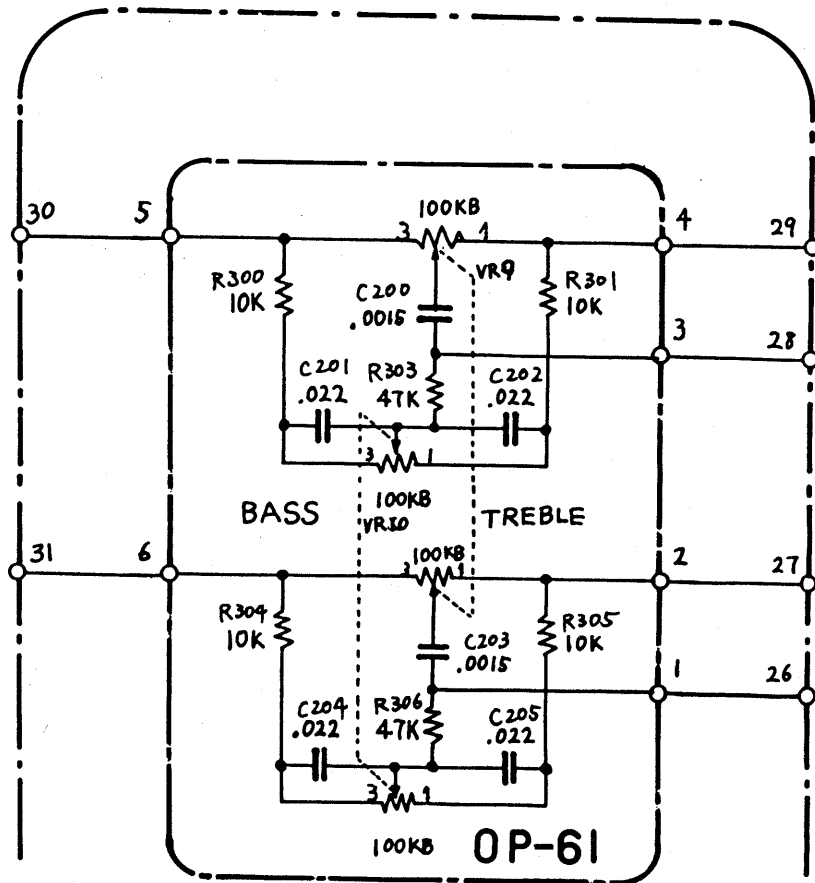 100KB
30
5
3
1
4
29
VR9
R300
10K
C200
.0015
R301
10K
3
28
C201
.022
R303
47K
C202
.022
3
1
100KB
BASS
VR10
TREBLE
31
6
100KB
3
1
2
27
R304
10K
C203
.0015
R305
10K
1
26
C204
.022
R306
47K
C205
.022
3
1
100KB
OP-61